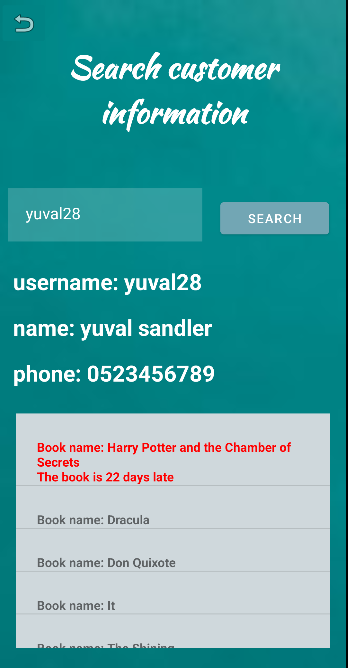 Search customer
information
yuval28
SEARCH
username: yuval28
name: yuval sandler
phone: 0523456789
Book name: Harry Potter and the Chamber of
Secrets
The book is 22 days late
Book name: Dracula
Book name: Don Quixote
Book name: It
Book name: The Shining